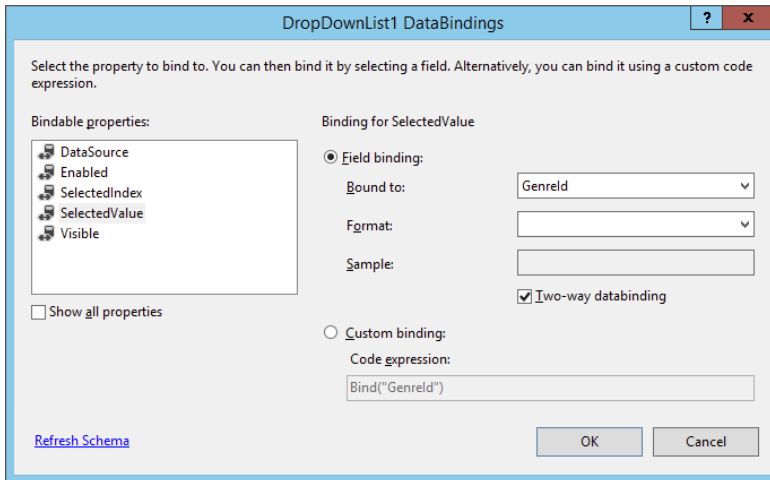 DropDownList1 DataBindings
?
x
Select the property to bind to. You can then bind it by selecting a field. Alternatively, you can bind it using a custom code
expression.
Bindable properties:
DataSource
Enabled
SelectedIndex
SelectedValue
Visible
Show all properties
Binding for SelectedValue
Field binding:
Bound to:
GenreId
Format:
Sample:
Two-way databinding
Custom binding:
Code expression:
Bind("GenreId")
Refresh Schema
OK
Cancel